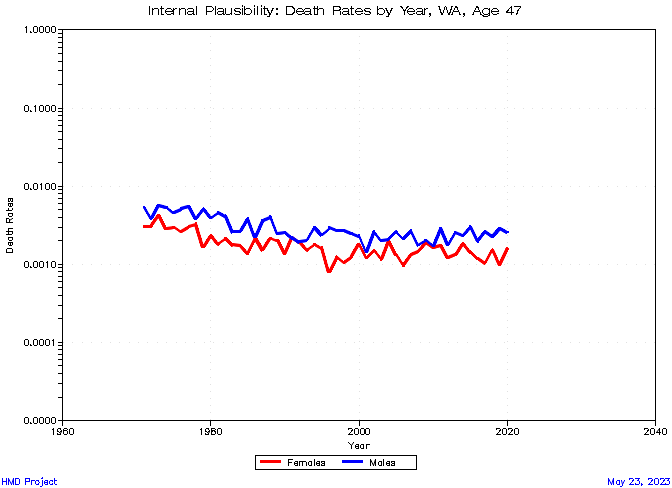 Internal Plausibility: Death Rates by Year, WA, Age 47
1.0000
0.1000
0.0100
0.0010
0.0001
0.0000
Death Rates
1960
1980
2000
2020
2040
Year
Females
Males
HMD Project
May 23, 2023